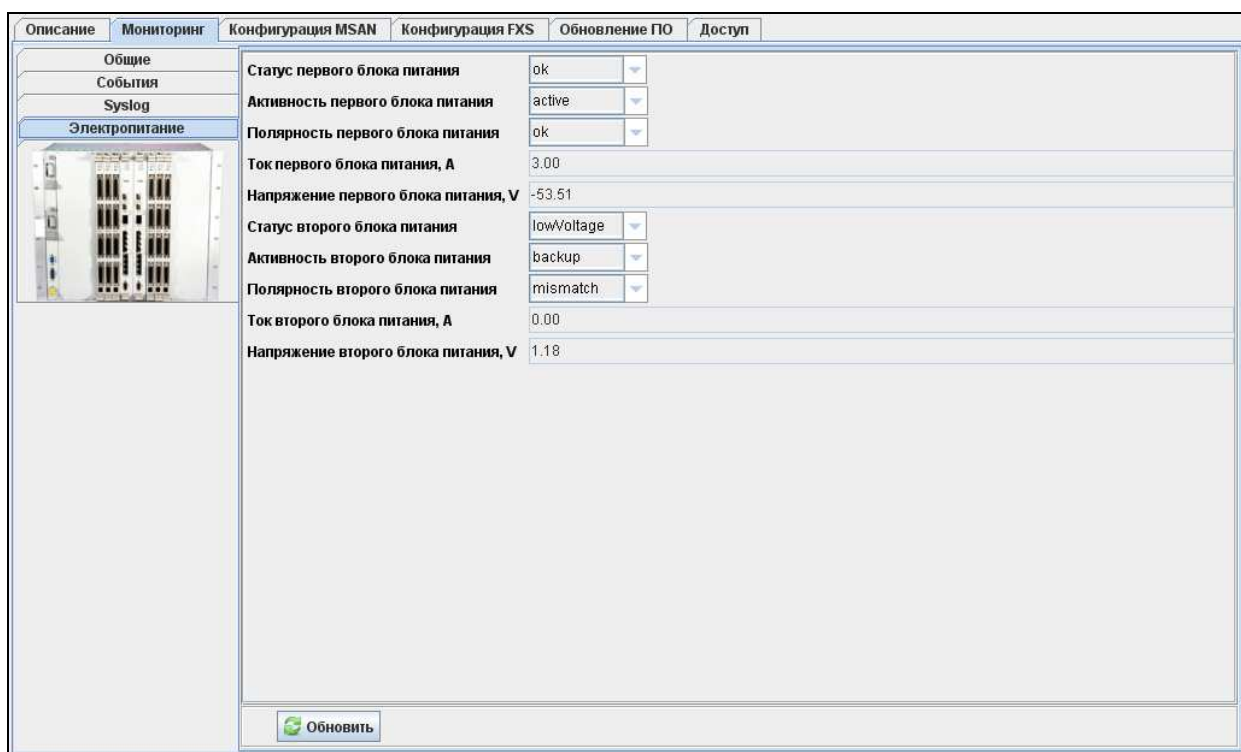 Описание Мониторинг Конфигурация MSAN Конфигурация FXS Обновление ПО Доступ
Общие
События
Syslog
Электропитание
Статус первого блока питания ok
Активность первого блока питания active
Полярность первого блока питания ok
Ток первого блока питания, A 3.00
Напряжение первого блока питания, V -53.51
Статус второго блока питания lowVoltage
Активность второго блока питания backup
Полярность второго блока питания mismatch
Ток второго блока питания, A 0.00
Напряжение второго блока питания, V 1.18
Обновить